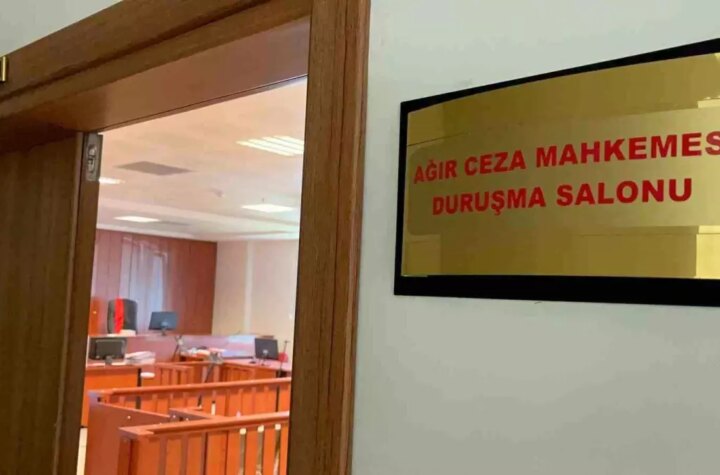 AĞIR CEZA MAHKEMES
DURUŞMA SALONU